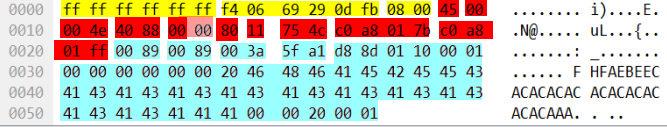 0000 ff ff ff ff ff ff f4 06 69 29 0d fb 08 00 45 00 ........ i)....E.
0010 00 4e 40 88 00 00 80 11 75 4c c0 a8 01 7b c0 a8 .N@..... uL...{..
0020 01 ff 00 89 00 89 00 3a 5f a1 d8 8d 01 10 00 01 .......: _.......
0030 00 00 00 00 00 00 20 46 48 46 41 45 42 45 45 43 ...... F HFAEBEEC
0040 41 43 41 43 41 43 41 43 41 43 41 43 41 43 41 43 ACACACAC ACACACAC
0050 41 43 41 43 41 41 41 00 00 20 00 01 ACACAAA. . ..